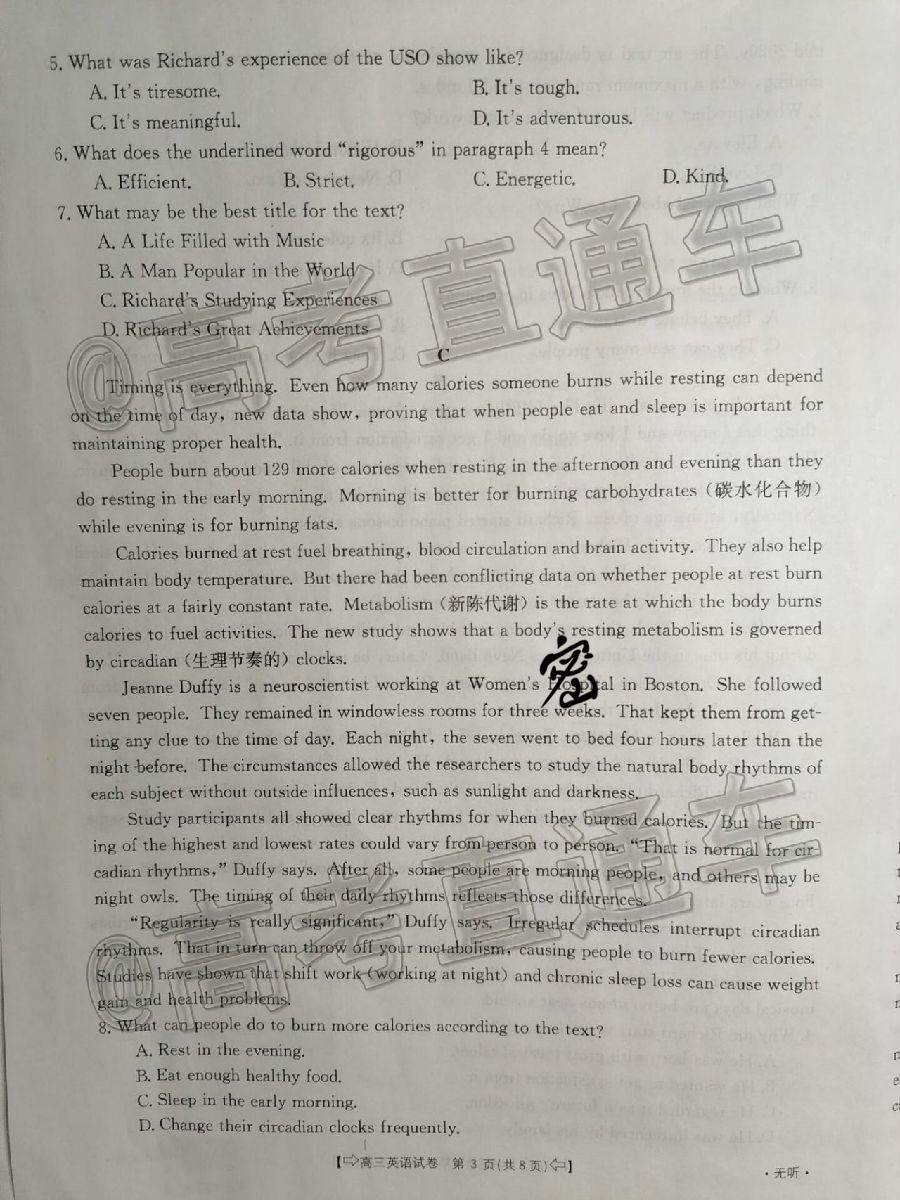 5. What was Richard's experience of the USO show like?
A. It's tiresome. B. It's tough.
C. It's meaningful. D. It's adventurous.
6. What does the underlined word “rigorous” in paragraph 4 mean?
A. Efficient. B. Strict. C. Energetic. D. Kind.
7. What may be the best title for the text?
A. A Life Filled with Music
B. A Man Popular in the World
C. Richard's Studying Experiences
D. Richard's Great Achievements
C
Timing is everything. Even how many calories someone burns while resting can depend
on the time of day, new data show, proving that when people eat and sleep is important for
maintaining proper health.
People burn about 129 more calories when resting in the afternoon and evening than they
do resting in the early morning. Morning is better for burning carbohydrates (碳水化合物)
while evening is for burning fats.
Calories burned at rest fuel breathing, blood circulation and brain activity. They also help
maintain body temperature. But there had been conflicting data on whether people at rest burn
calories at a fairly constant rate. Metabolism (新陈代谢) is the rate at which the body burns
calories to fuel activities. The new study shows that a body's resting metabolism is governed
by circadian (生理节奏的) clocks.
Jeanne Duffy is a neuroscientist working at Women's Hospital in Boston. She followed
seven people. They remained in windowless rooms for three weeks. That kept them from get-
ting any clue to the time of day. Each night, the seven went to bed four hours later than the
night before. The circumstances allowed the researchers to study the natural body rhythms of
each subject without outside influences, such as sunlight and darkness.
Study participants all showed clear rhythms for when they burned calories. But the tim-
ing of the highest and lowest rates could vary from person to person. “That is normal for cir-
cadian rhythms,” Duffy says. After all, some people are morning people, and others may be
night owls. The timing of their daily rhythms reflects those differences.
“Regularity is really significant,” Duffy says. Irregular schedules interrupt circadian
rhythms. That in turn can throw off your metabolism, causing people to burn fewer calories.
Studies have shown that shift work (working at night) and chronic sleep loss can cause weight
gain and health problems.
8. What can people do to burn more calories according to the text?
A. Rest in the evening.
B. Eat enough healthy food.
C. Sleep in the early morning.
D. Change their circadian clocks frequently.
【⇨高三英语试卷 第 3 页(共 8 页)⇦】
·无听·
@高考直通车
@高考直通车
密